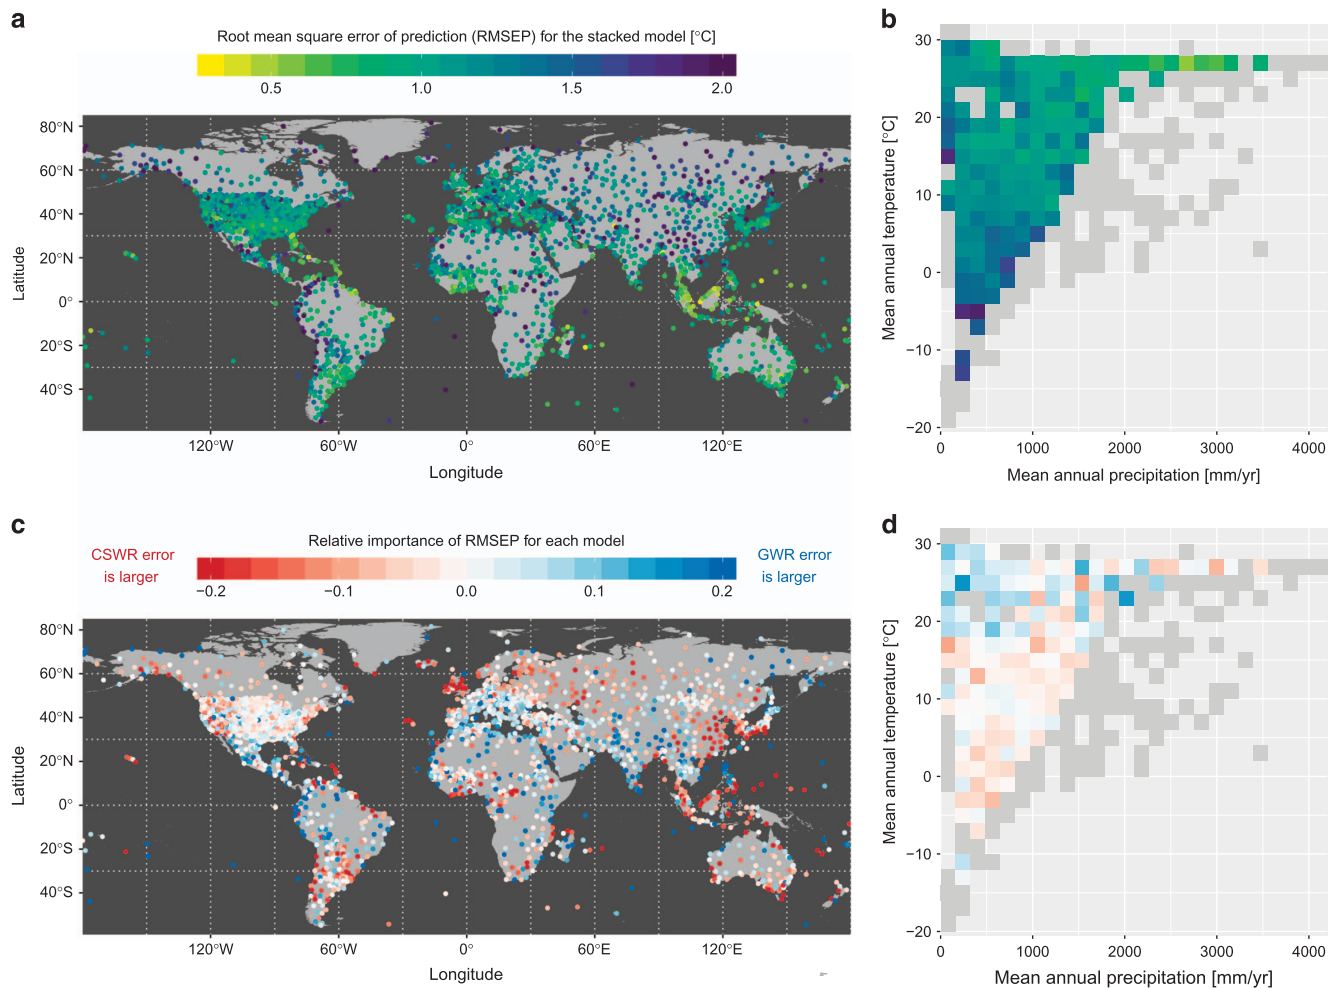 a
Root mean square error of prediction (RMSEP) for the stacked model [°C]
0.5 1.0 1.5 2.0
80°N
60°N
40°N
20°N
0°
20°S
40°S
Latitude
120°W 60°W 0° 60°E 120°E
Longitude
b
30
20
10
0
−10
−20
Mean annual temperature [°C]
0 1000 2000 3000 4000
Mean annual precipitation [mm/yr]
c
Relative importance of RMSEP for each model
CSWR error
is larger
GWR error
is larger
−0.2 −0.1 0.0 0.1 0.2
80°N
60°N
40°N
20°N
0°
20°S
40°S
Latitude
120°W 60°W 0° 60°E 120°E
Longitude
d
30
20
10
0
−10
−20
Mean annual temperature [°C]
0 1000 2000 3000 4000
Mean annual precipitation [mm/yr]